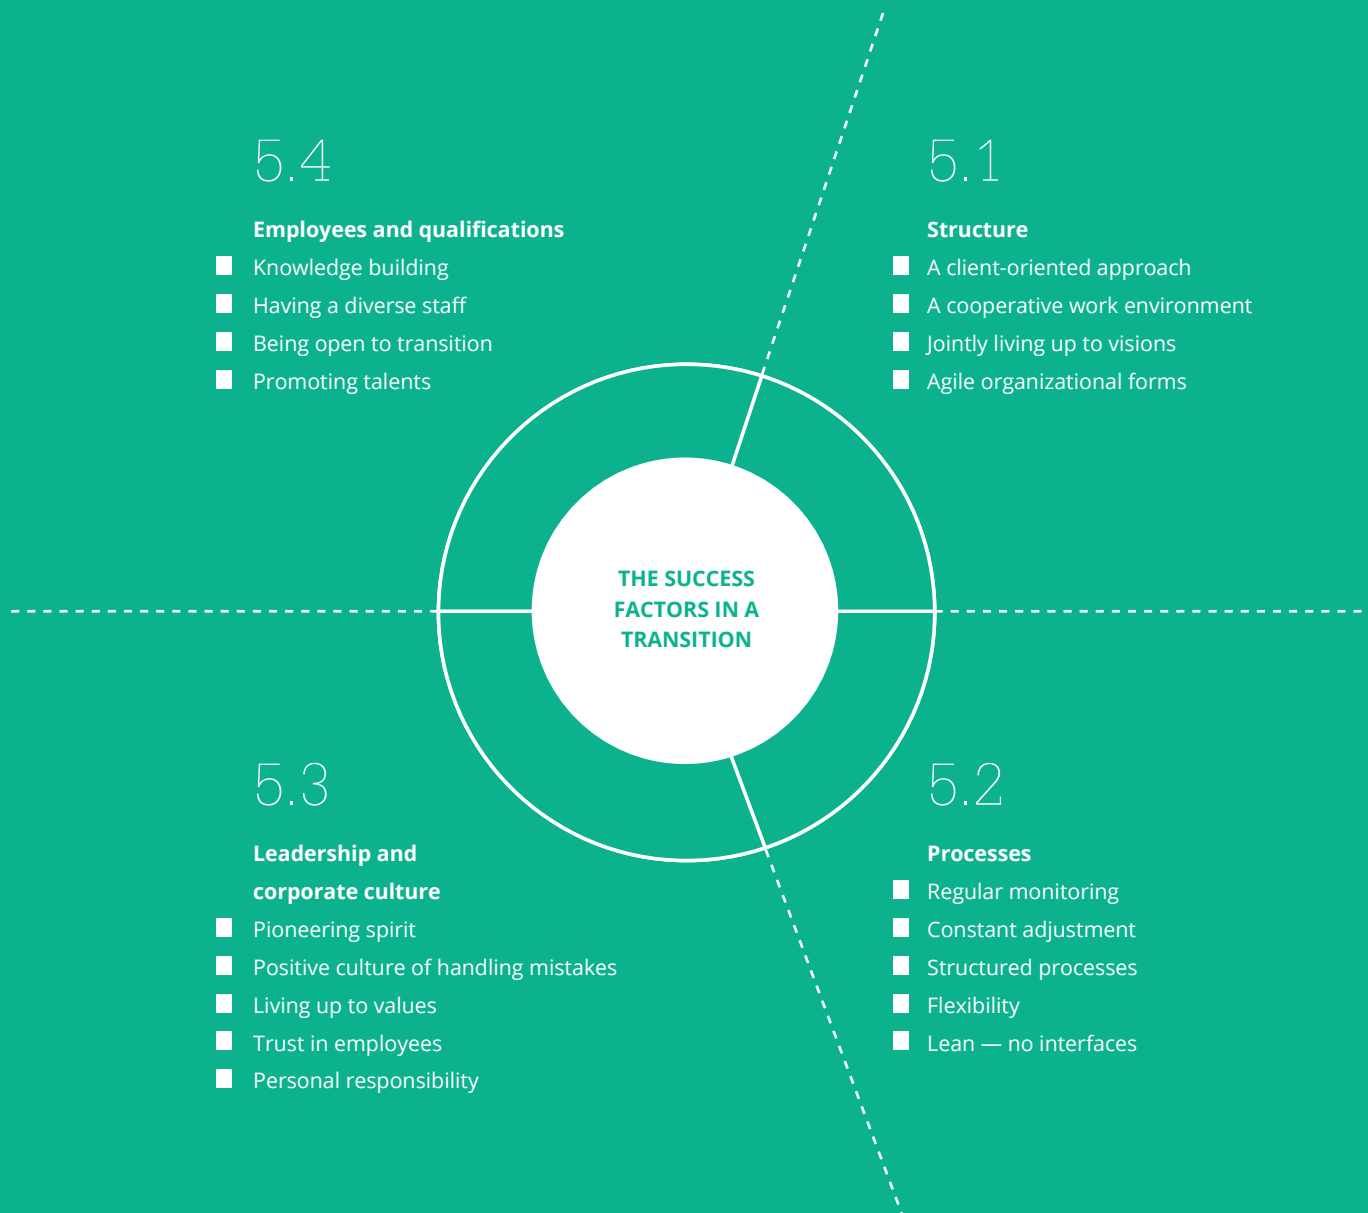 5.4
Employees and qualifications
Knowledge building
Having a diverse staff
Being open to transition
Promoting talents
5.1
Structure
A client-oriented approach
A cooperative work environment
Jointly living up to visions
Agile organizational forms
THE SUCCESS
FACTORS IN A
TRANSITION
5.3
Leadership and
corporate culture
Pioneering spirit
Positive culture of handling mistakes
Living up to values
Trust in employees
Personal responsibility
5.2
Processes
Regular monitoring
Constant adjustment
Structured processes
Flexibility
Lean — no interfaces